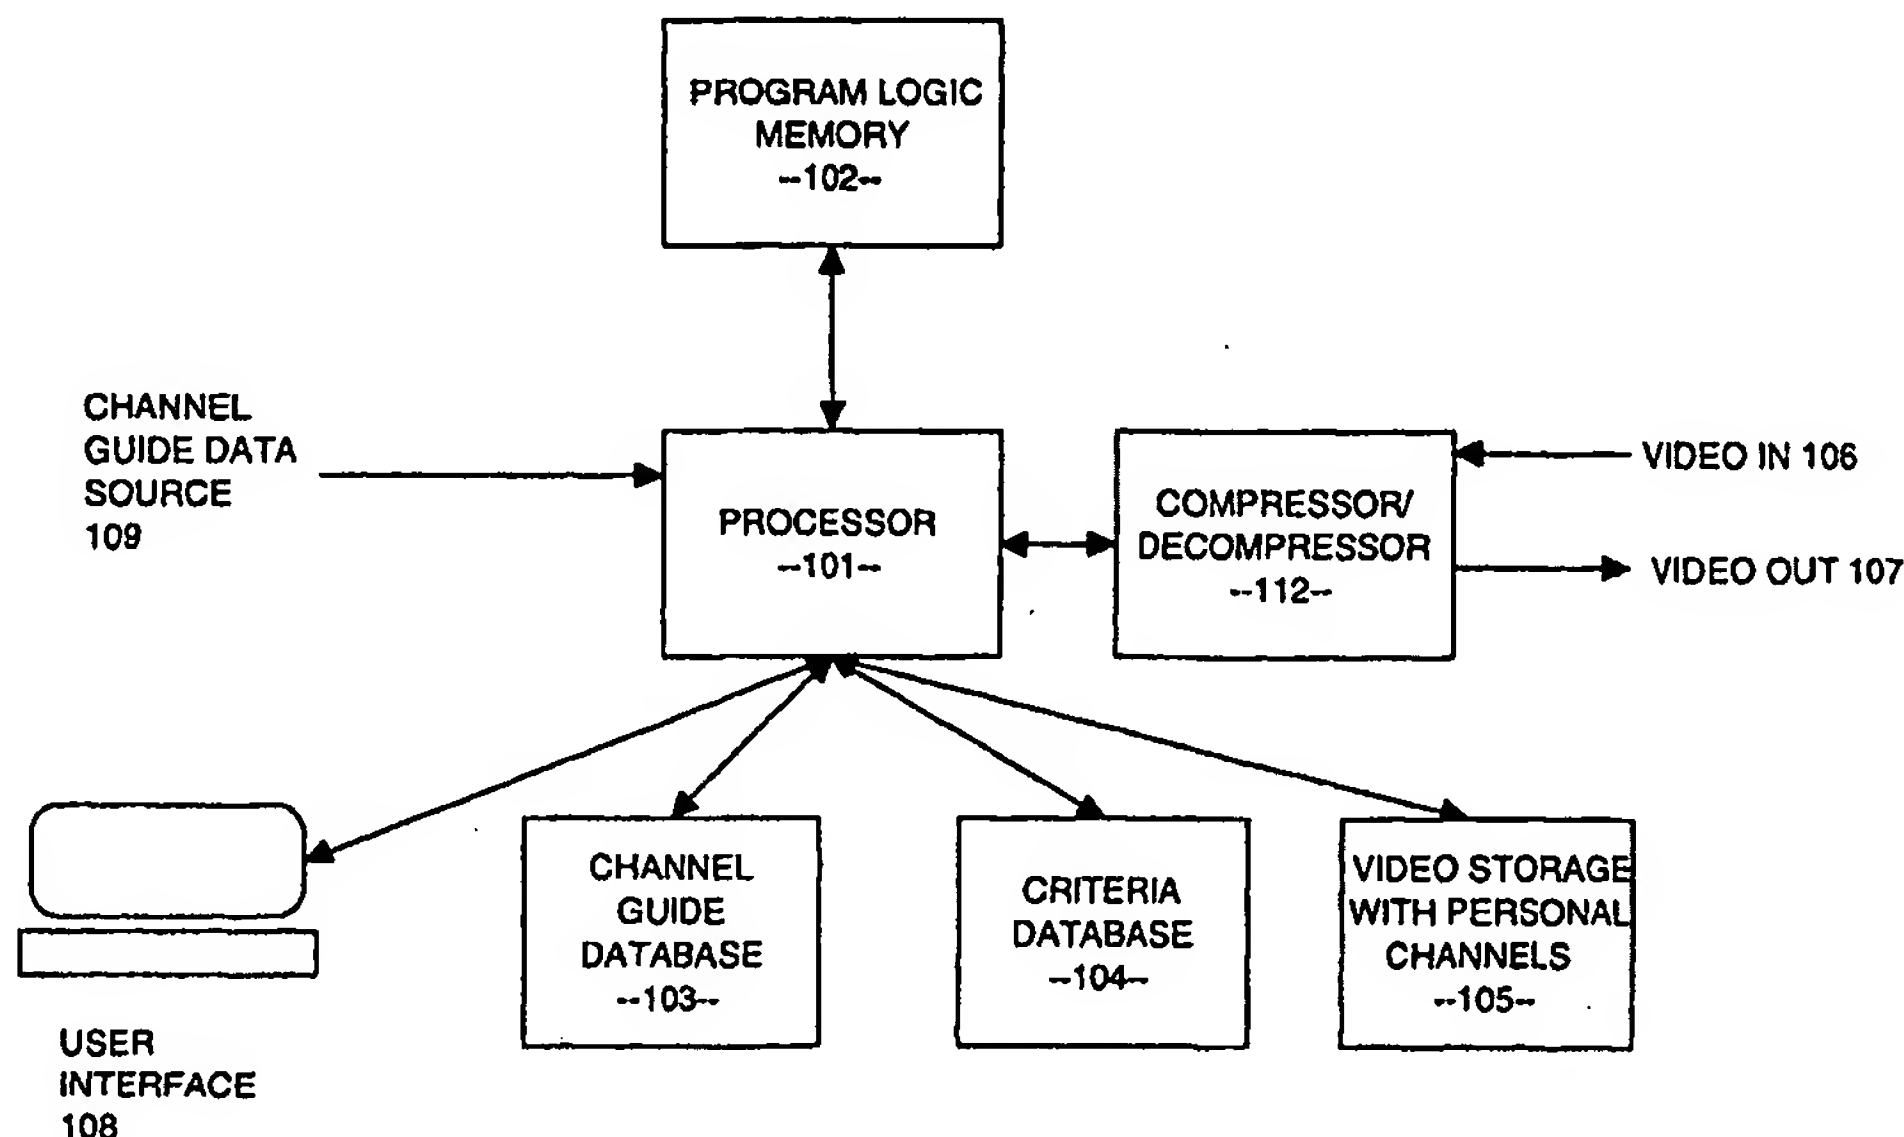 PROGRAM LOGIC
MEMORY
--102--
CHANNEL
GUIDE DATA
SOURCE
109
PROCESSOR
--101--
COMPRESSOR/
DECOMPRESSOR
--112--
VIDEO IN 106
VIDEO OUT 107
USER
INTERFACE
108
CHANNEL
GUIDE
DATABASE
--103--
CRITERIA
DATABASE
--104--
VIDEO STORAGE
WITH PERSONAL
CHANNELS
--105--